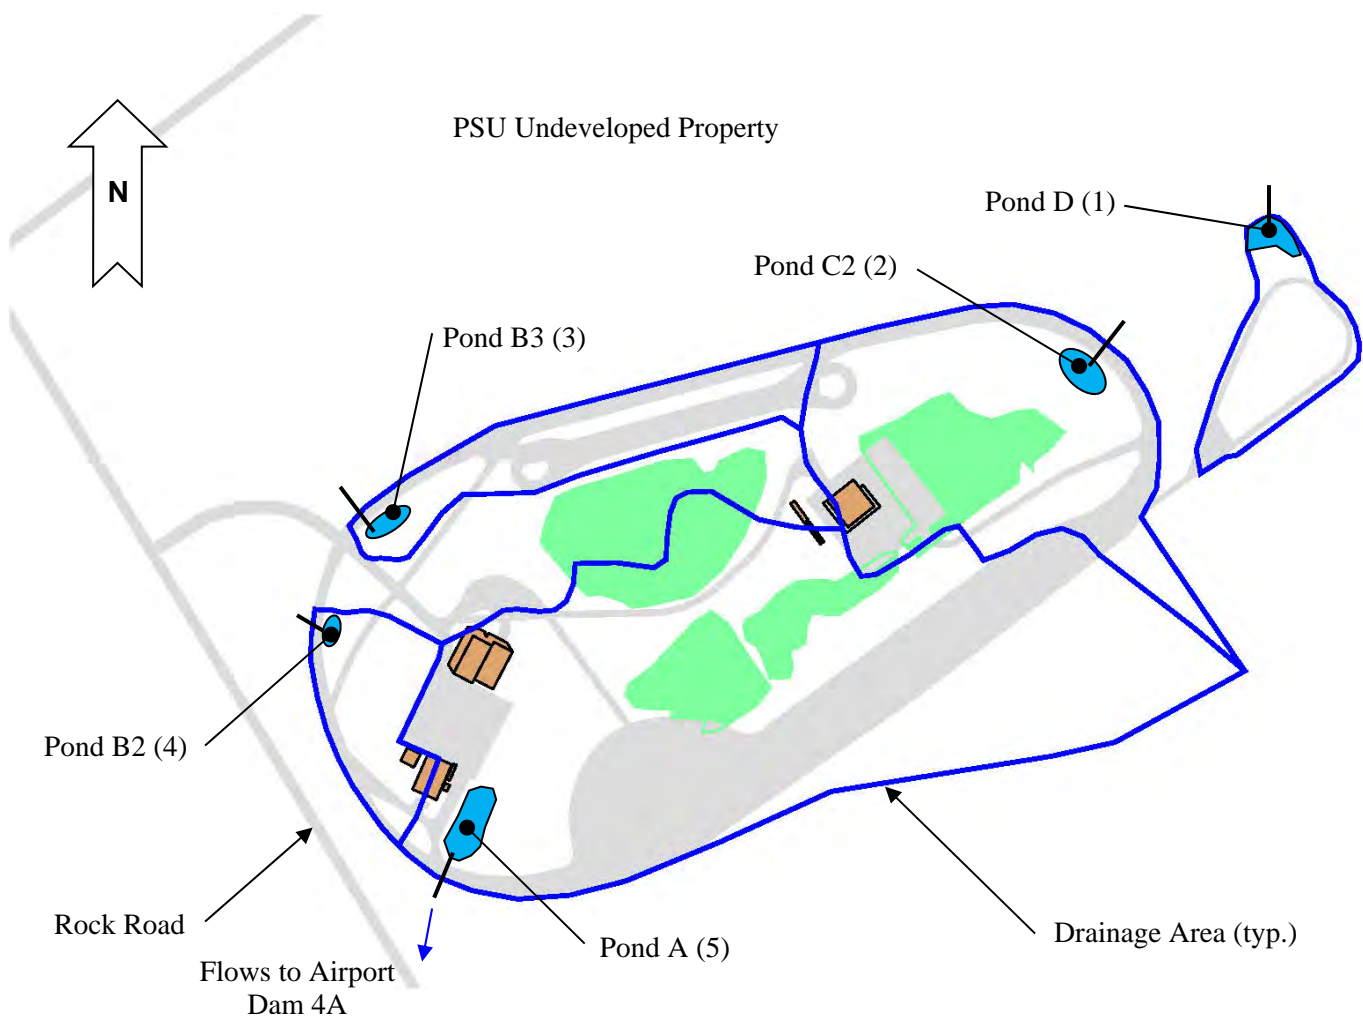 PSU Undeveloped Property
N
Pond D (1)
Pond C2 (2)
Pond B3 (3)
Pond B2 (4)
Rock Road
Pond A (5)
Drainage Area (typ.)
Flows to Airport
Dam 4A